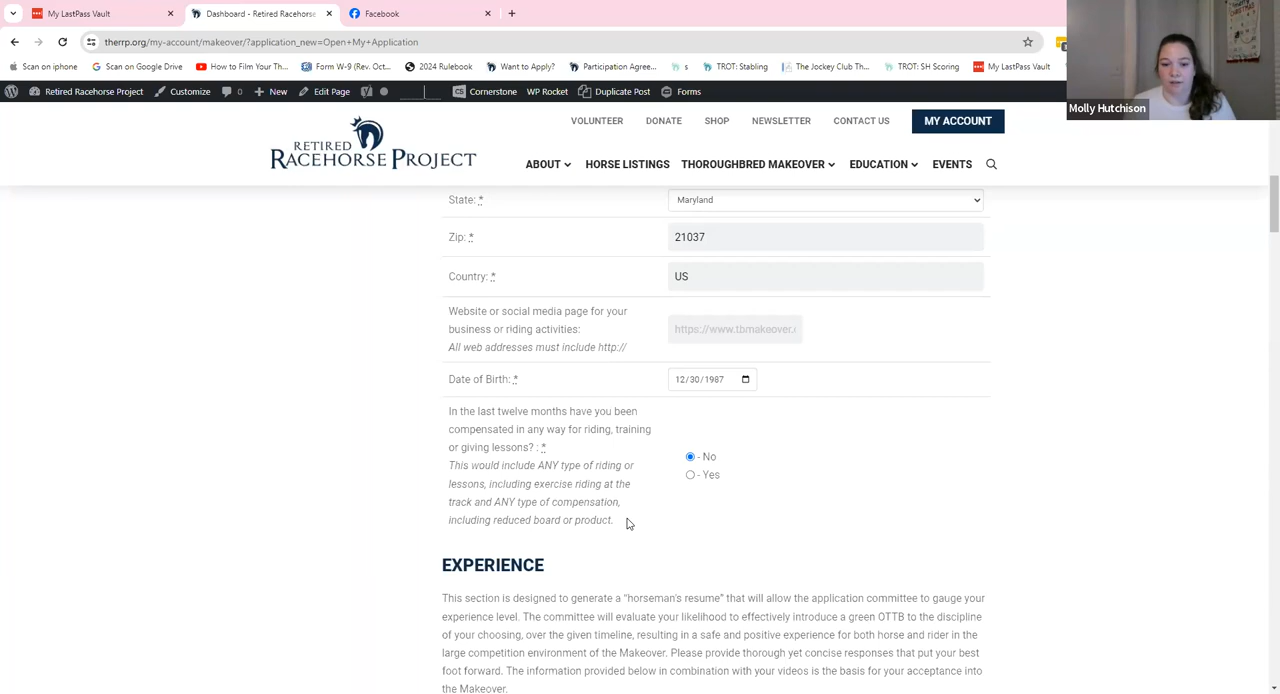 My LastPass Vault
Dashboard - Retired Racehorse
Facebook
therrp.org/my-account/makeover/?application_new=Open+My+Application
Scan on iphone
Scan on Google Drive
How to Film Your Th...
Form W-9 (Rev. Oct...
2024 Rulebook
Want to Apply?
Participation Agree...
s
TROT: Stabling
The Jockey Club Th...
TROT: SH Scoring
My LastPass Vault
Molly Hutchison
Retired Racehorse Project
Customize
0
New
Edit Page
Cornerstone
WP Rocket
Duplicate Post
Forms
VOLUNTEER
DONATE
SHOP
NEWSLETTER
CONTACT US
MY ACCOUNT
RETIRED
RACEHORSE PROJECT
ABOUT
HORSE LISTINGS
THOROUGHBRED MAKEOVER
EDUCATION
EVENTS
State: *
Maryland
Zip: *
21037
Country: *
US
Website or social media page for your
business or riding activities:
All web addresses must include http://
https://www.tbmakeover.
Date of Birth: *
12/30/1987
In the last twelve months have you been
compensated in any way for riding, training
or giving lessons? : *
This would include ANY type of riding or
lessons, including exercise riding at the
track and ANY type of compensation,
including reduced board or product.
- No
- Yes
EXPERIENCE
This section is designed to generate a “horseman's resume” that will allow the application committee to gauge your
experience level. The committee will evaluate your likelihood to effectively introduce a green OTTB to the discipline
of your choosing, over the given timeline, resulting in a safe and positive experience for both horse and rider in the
large competition environment of the Makeover. Please provide thorough yet concise responses that put your best
foot forward. The information provided below in combination with your videos is the basis for your acceptance into
the Makeover.